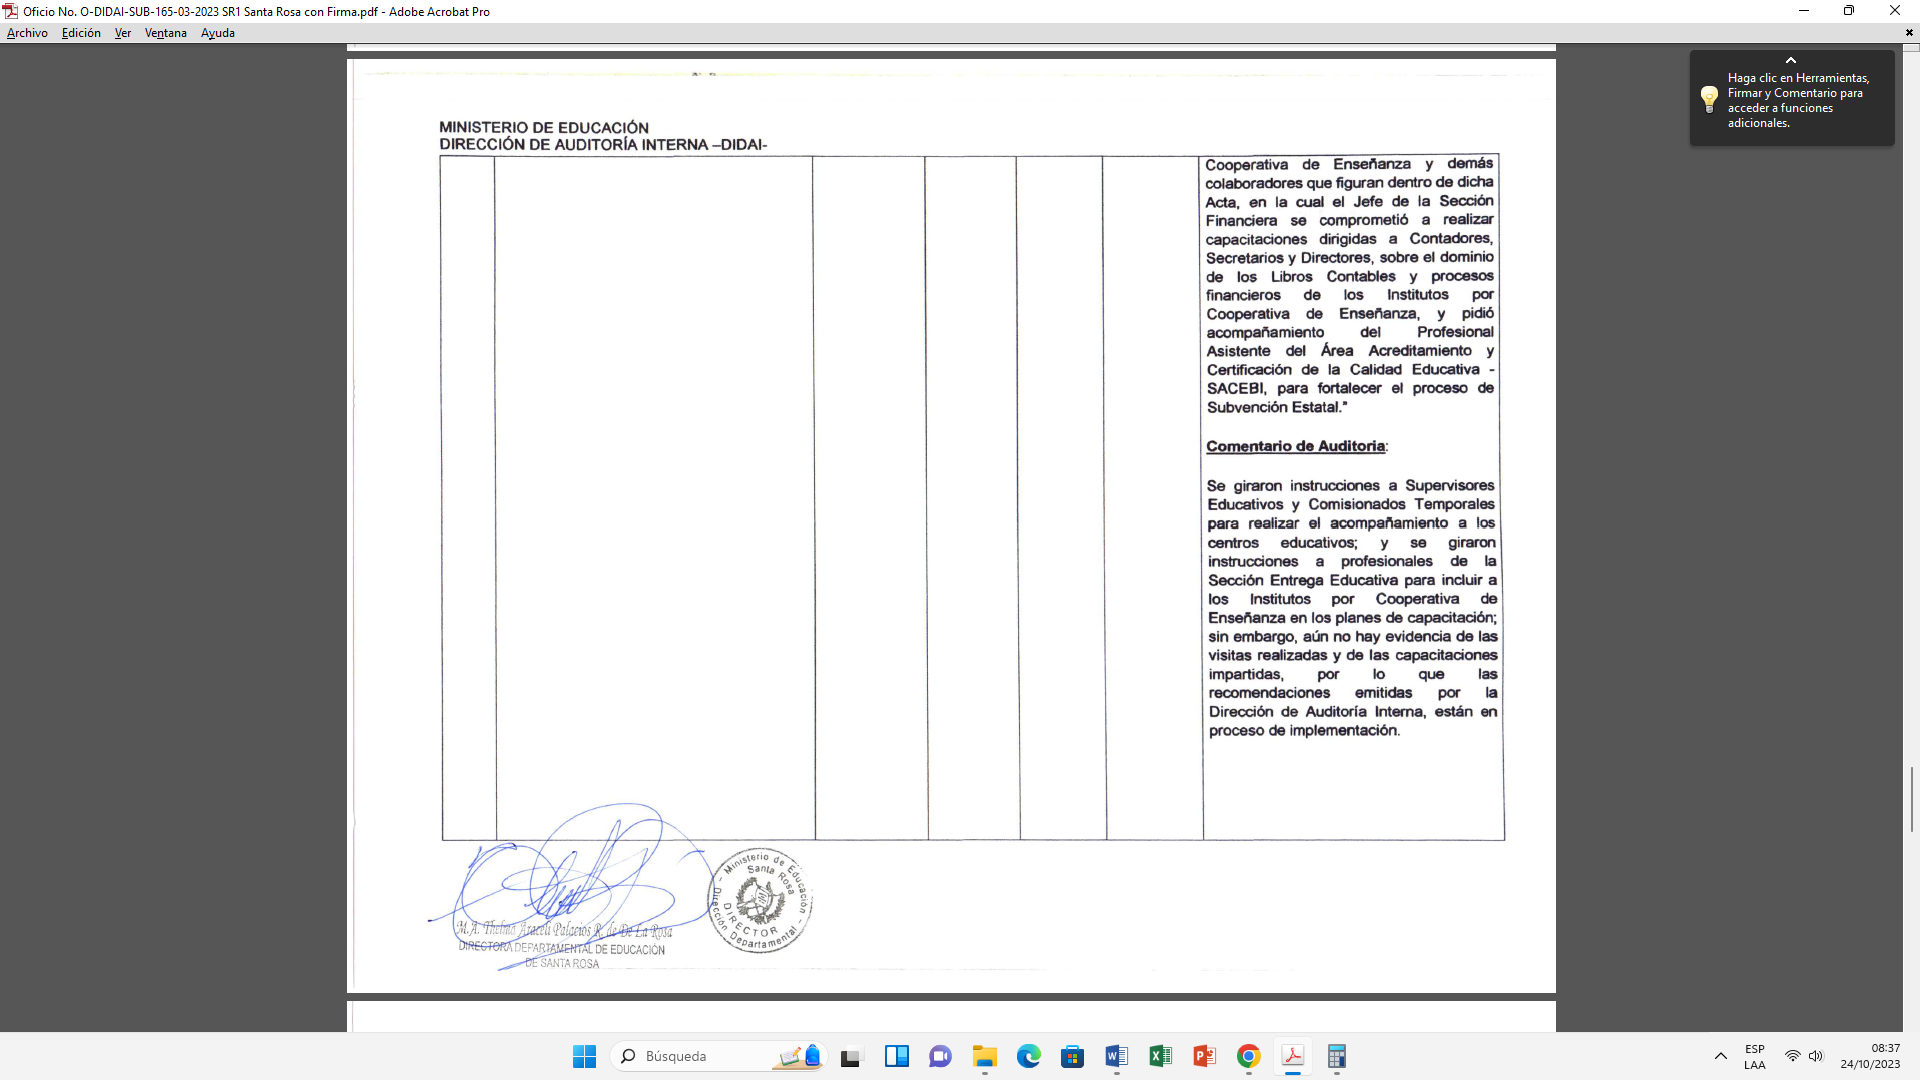 Oficio No. O-DIDAI-SUB-165-03-2023 SR1 Santa Rosa con Firma.pdf - Adobe Acrobat Pro
Archivo Edición Ver Ventana Ayuda
Haga clic en Herramientas,
Firmar y Comentario para
acceder a funciones
adicionales.
MINISTERIO DE EDUCACIÓN
DIRECCIÓN DE AUDITORÍA INTERNA –DIDAI-
Cooperativa de Enseñanza y demás
colaboradores que figuran dentro de dicha
Acta, en la cual el Jefe de la Sección
Financiera se comprometió a realizar
capacitaciones dirigidas a Contadores,
Secretarios y Directores, sobre el dominio
de los Libros Contables y procesos
financieros de los Institutos por
Cooperativa de Enseñanza, y pidió
acompañamiento del Profesional
Asistente del Área Acreditamiento y
Certificación de la Calidad Educativa -
SACEBI, para fortalecer el proceso de
Subvención Estatal.”
Comentario de Auditoria:
Se giraron instrucciones a Supervisores
Educativos y Comisionados Temporales
para realizar el acompañamiento a los
centros educativos; y se giraron
instrucciones a profesionales de la
Sección Entrega Educativa para incluir a
los Institutos por Cooperativa de
Enseñanza en los planes de capacitación;
sin embargo, aún no hay evidencia de las
visitas realizadas y de las capacitaciones
impartidas, por lo que las
recomendaciones emitidas por la
Dirección de Auditoría Interna, están en
proceso de implementación.
M.A. Thelma Araceli Palacios R. de De La Rosa
DIRECTORA DEPARTAMENTAL DE EDUCACIÓN
DE SANTA ROSA
Ministerio de Educación
Santa Rosa
DIRECTOR
Dirección Departamental
Búsqueda
ESP
LAA
08:37
24/10/2023